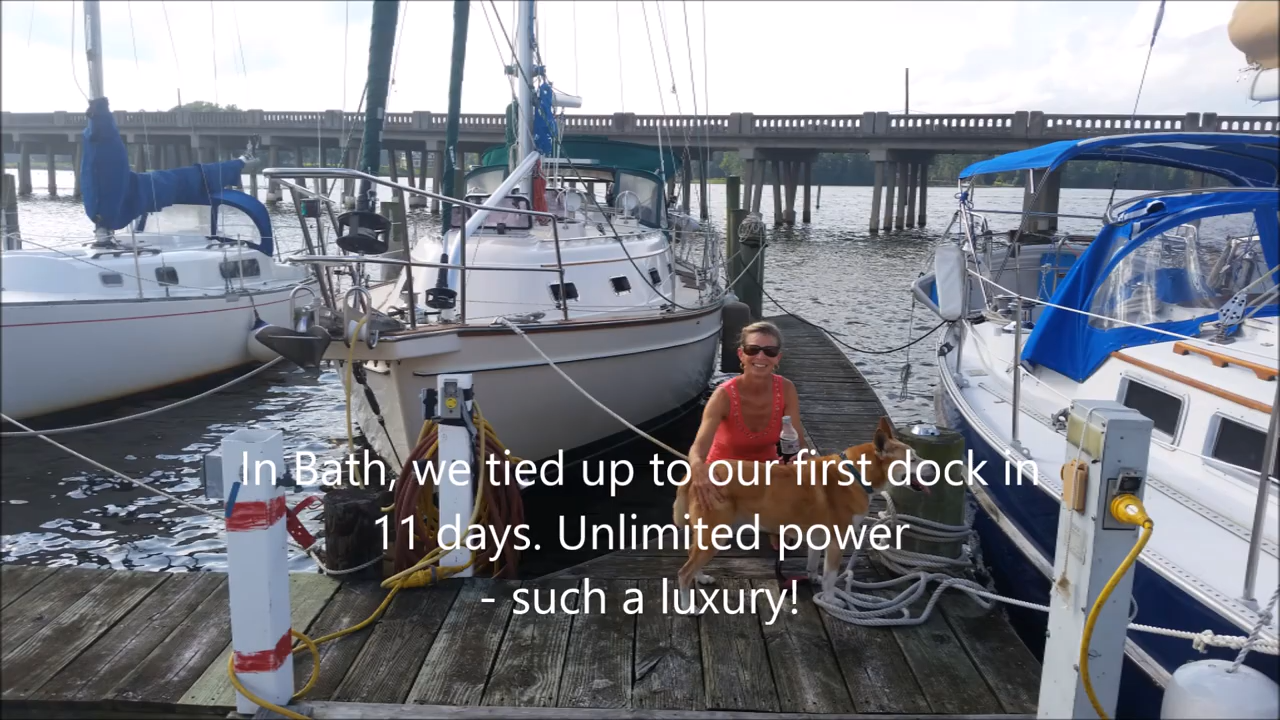 In Bath, we tied up to our first dock in
11 days. Unlimited power
- such a luxury!